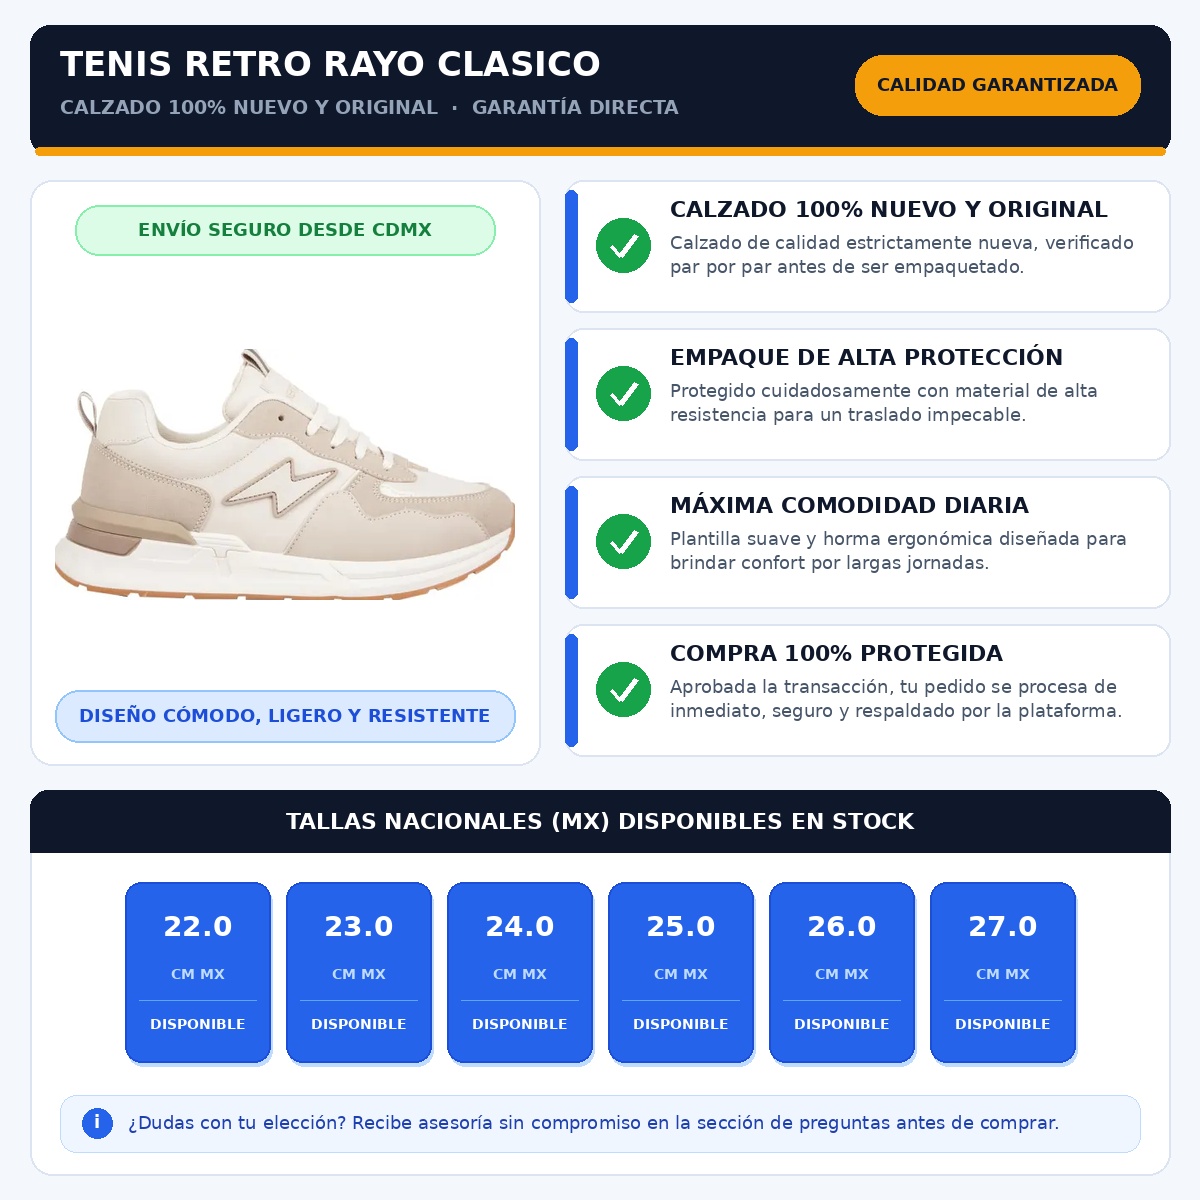 TENIS RETRO RAYO CLASICO
CALZADO 100% NUEVO Y ORIGINAL · GARANTÍA DIRECTA
CALIDAD GARANTIZADA
ENVÍO SEGURO DESDE CDMX
DISEÑO CÓMODO, LIGERO Y RESISTENTE
CALZADO 100% NUEVO Y ORIGINAL
Calzado de calidad estrictamente nueva, verificado
par por par antes de ser empaquetado.
EMPAQUE DE ALTA PROTECCIÓN
Protegido cuidadosamente con material de alta
resistencia para un traslado impecable.
MÁXIMA COMODIDAD DIARIA
Plantilla suave y horma ergonómica diseñada para
brindar confort por largas jornadas.
COMPRA 100% PROTEGIDA
Aprobada la transacción, tu pedido se procesa de
inmediato, seguro y respaldado por la plataforma.
TALLAS NACIONALES (MX) DISPONIBLES EN STOCK
22.0
CM MX
DISPONIBLE
23.0
CM MX
DISPONIBLE
24.0
CM MX
DISPONIBLE
25.0
CM MX
DISPONIBLE
26.0
CM MX
DISPONIBLE
27.0
CM MX
DISPONIBLE
i ¿Dudas con tu elección? Recibe asesoría sin compromiso en la sección de preguntas antes de comprar.